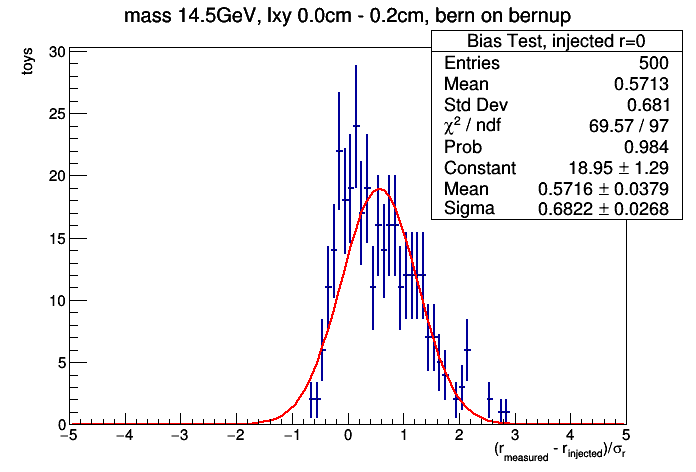 mass 14.5GeV, lxy 0.0cm - 0.2cm, bern on bernup
Bias Test, injected r=0
Entries 500
Mean 0.5713
Std Dev 0.681
χ² / ndf 69.57 / 97
Prob 0.984
Constant 18.95 ± 1.29
Mean 0.5716 ± 0.0379
Sigma 0.6822 ± 0.0268
toys
30
25
20
15
10
5
0
−5 −4 −3 −2 −1 0 1 2 3 4 5
(r_measured - r_injected)/σ_r